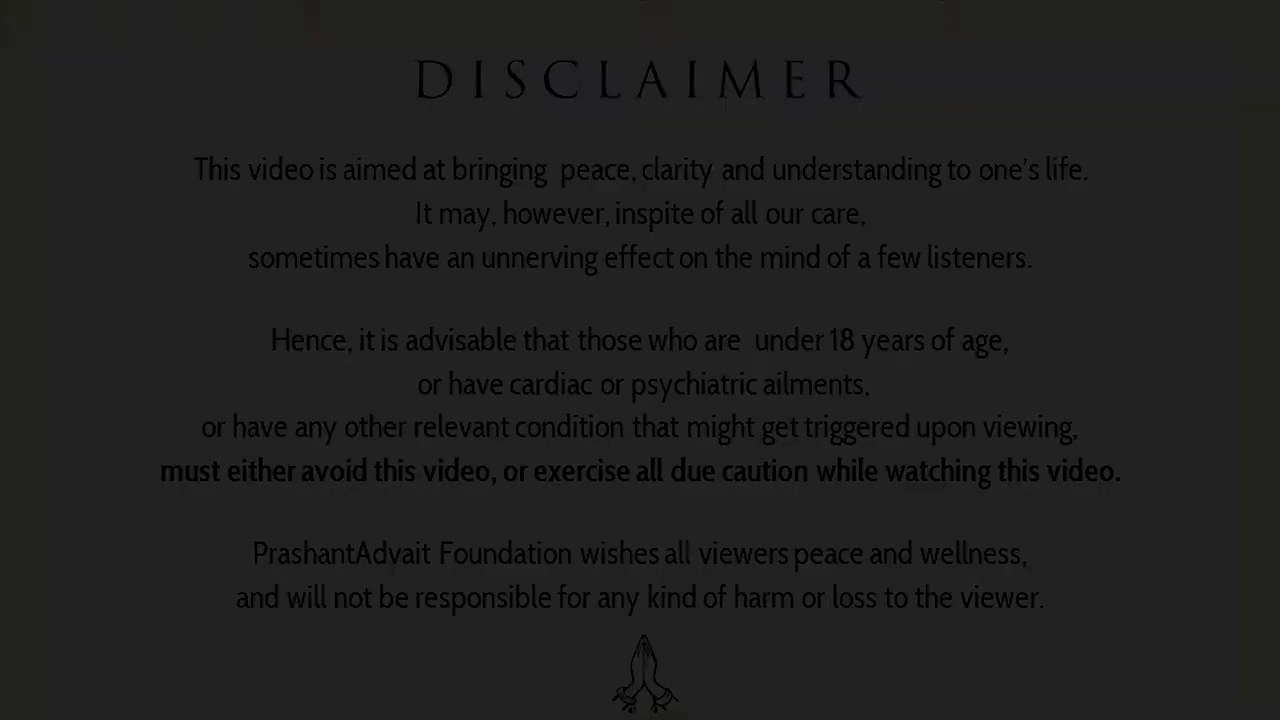 DISCLAIMER
This video is aimed at bringing peace, clarity and understanding to one's life.
It may, however, inspite of all our care,
sometimes have an unnerving effect on the mind of a few listeners.
Hence, it is advisable that those who are under 18 years of age,
or have cardiac or psychiatric ailments,
or have any other relevant condition that might get triggered upon viewing,
must either avoid this video, or exercise all due caution while watching this video.
PrashantAdvait Foundation wishes all viewers peace and wellness,
and will not be responsible for any kind of harm or loss to the viewer.